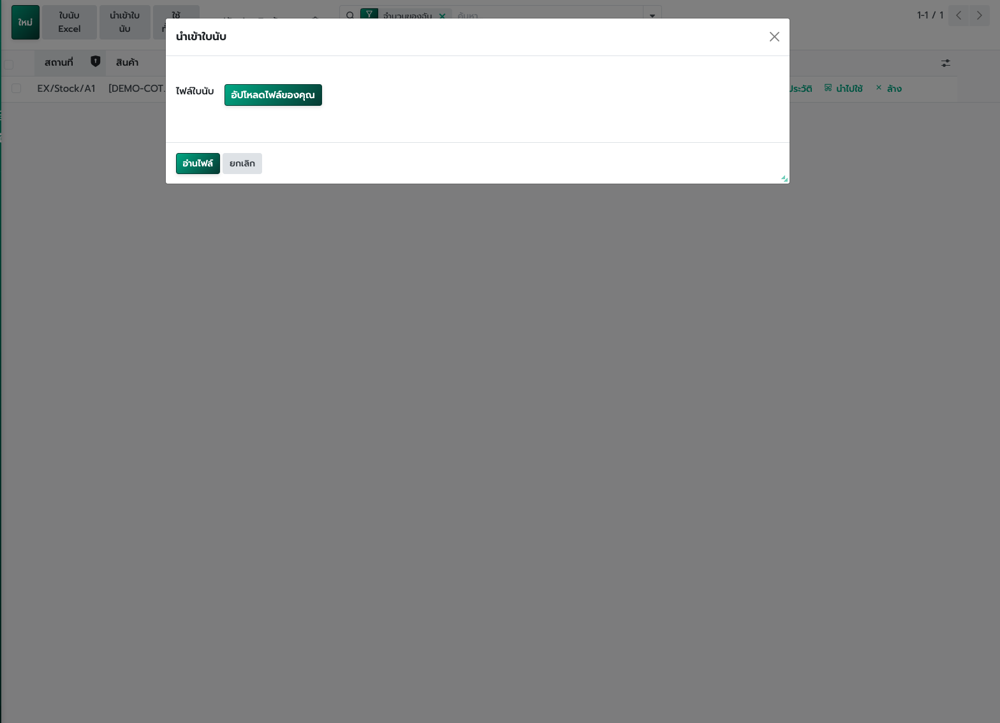 ใหม่
ใบนับ Excel
นำเข้าใบนับ
ใช้
จำนวนของฉัน
ค้นหา
1-1 / 1
นำเข้าใบนับ
สถานที่
สินค้า
EX/Stock/A1
[DEMO-COT.
ประวัติ
นำไปใช้
ล้าง
ไฟล์ใบนับ
อัปโหลดไฟล์ของคุณ
อ่านไฟล์
ยกเลิก